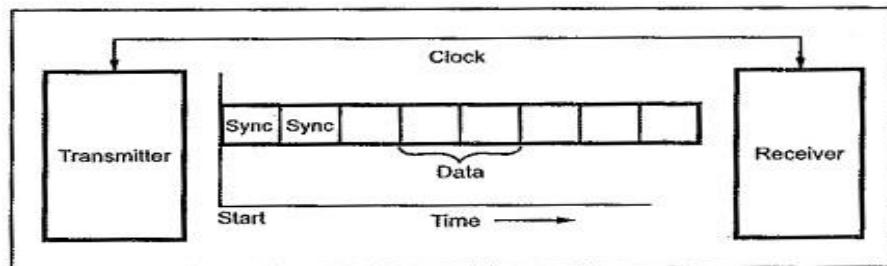 Clock
Sync Sync
Transmitter
Receiver
Data
Start
Time